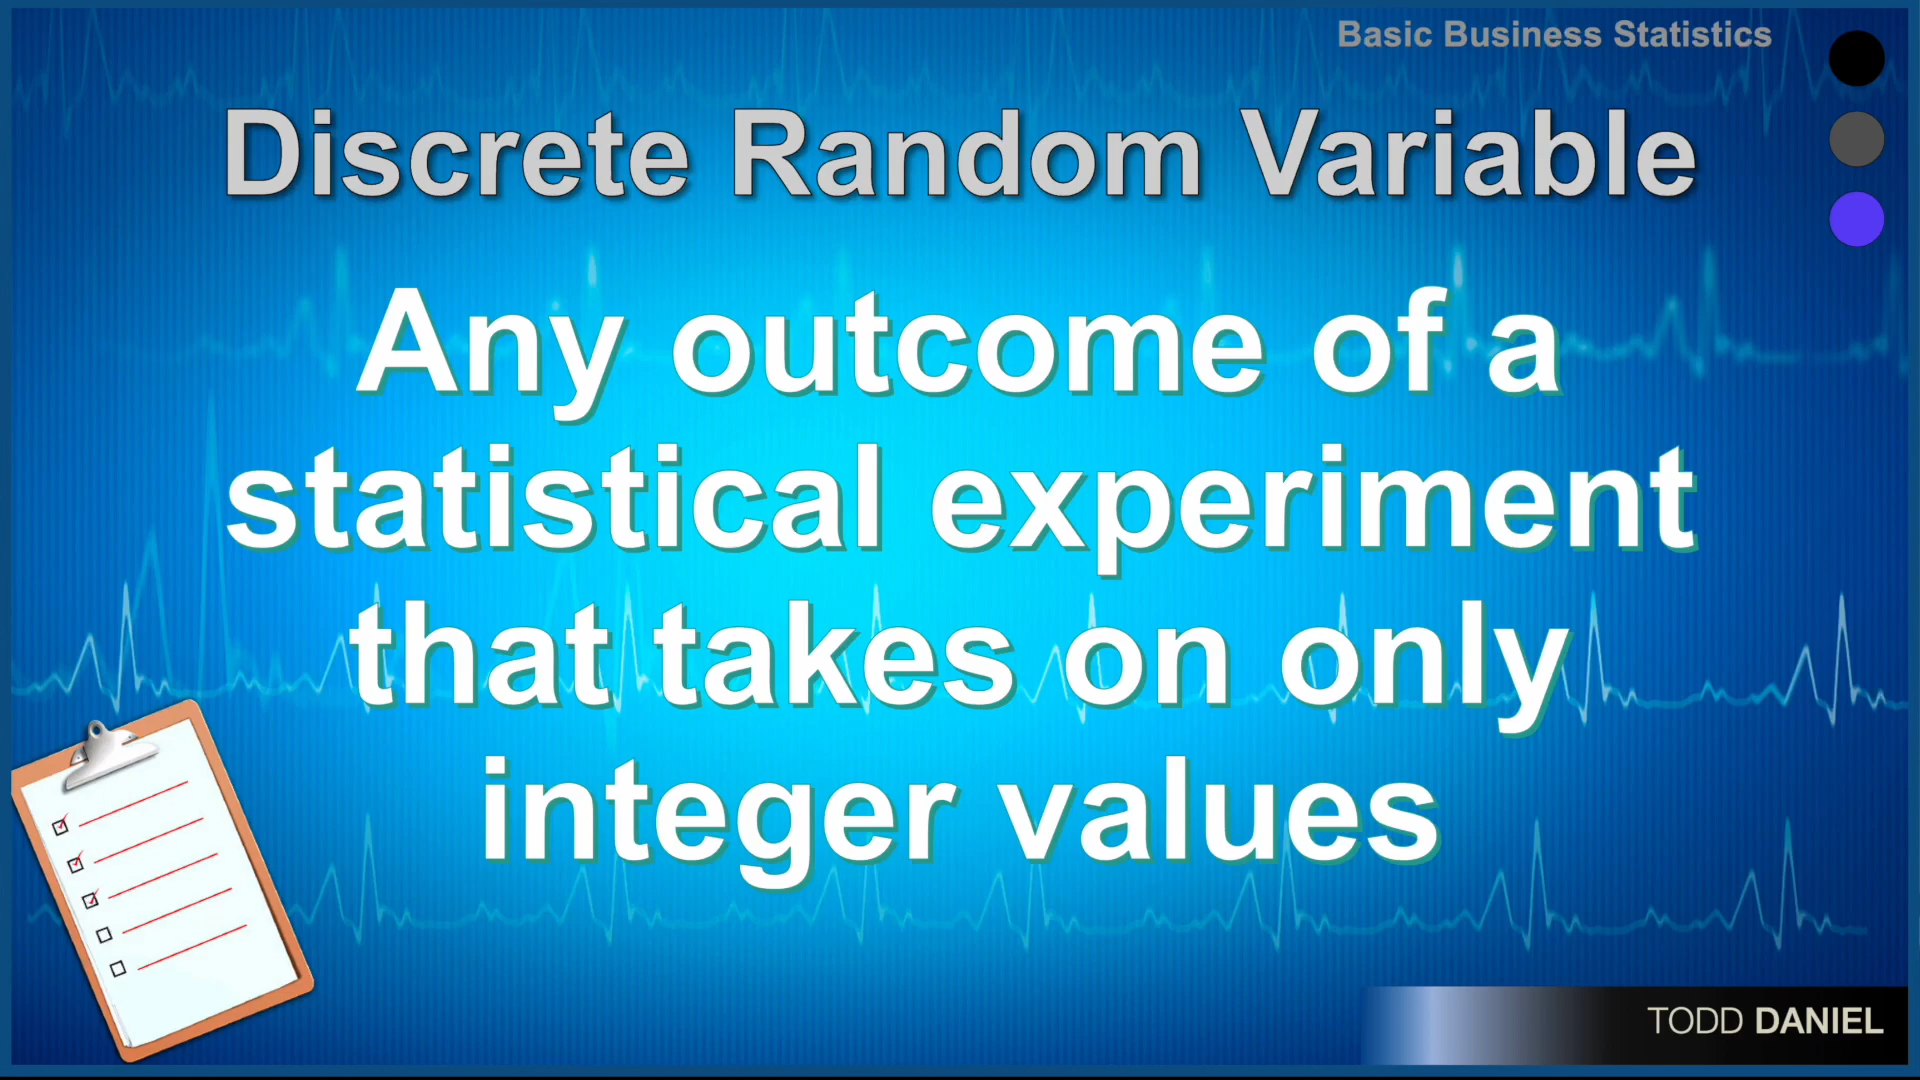 Basic Business Statistics
Discrete Random Variable
Any outcome of a
statistical experiment
that takes on only
integer values
TODD DANIEL